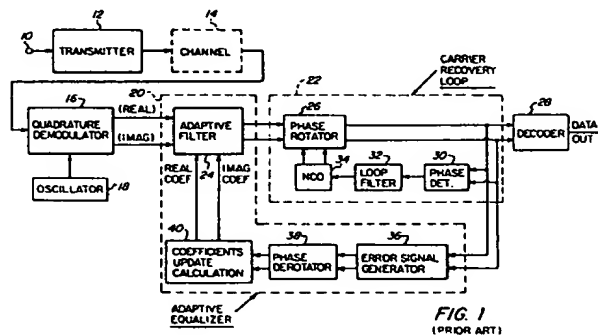 10
12
TRANSMITTER
14
CHANNEL
CARRIER
RECOVERY
LOOP
16
QUADRATURE
DEMODULATOR
(REAL)
(IMAG)
18
OSCILLATOR
20
ADAPTIVE
FILTER
24
REAL
COEF
IMAG
COEF
22
26
PHASE
ROTATOR
34
NCO
32
LOOP
FILTER
30
PHASE
DET.
28
DECODER
DATA
OUT
40
COEFFICIENTS
UPDATE
CALCULATION
38
PHASE
DEROTATOR
36
ERROR SIGNAL
GENERATOR
ADAPTIVE
EQUALIZER
FIG. 1
(PRIOR ART)